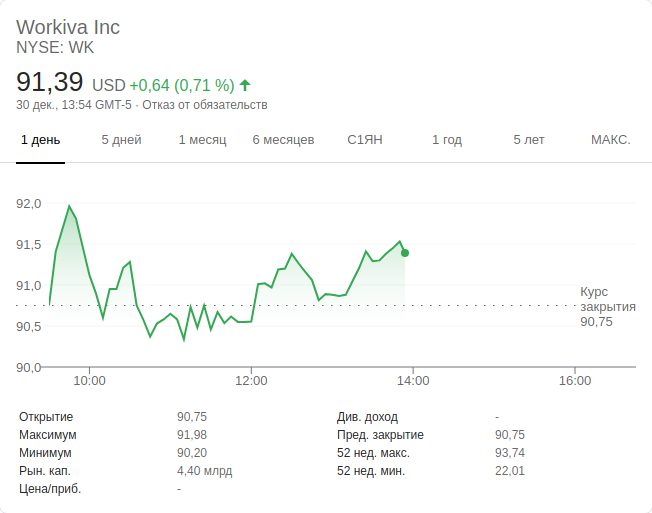 Workiva Inc
NYSE: WK
91,39 USD +0,64 (0,71 %)
30 дек., 13:54 GMT-5 · Отказ от обязательств
1 день 5 дней 1 месяц 6 месяцев С1ЯН 1 год 5 лет МАКС.
92,0
91,5
91,0
90,5
90,0
Курс
закрытия
90,75
10:00 12:00 14:00 16:00
Открытие 90,75 Див. доход -
Максимум 91,98 Пред. закрытие 90,75
Минимум 90,20 52 нед. макс. 93,74
Рын. кап. 4,40 млрд 52 нед. мин. 22,01
Цена/приб. -